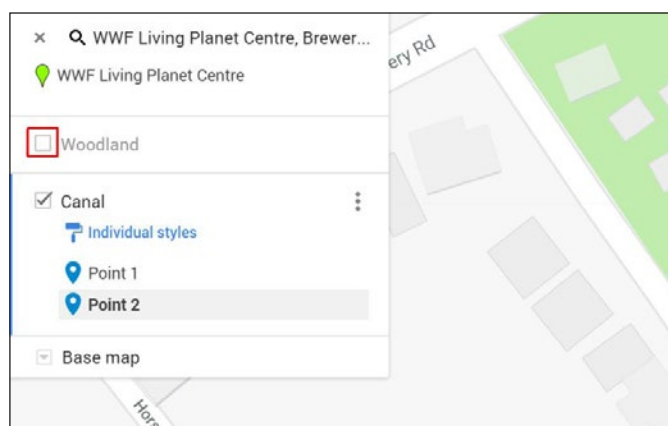 WWF Living Planet Centre, Brewer...
ery Rd
WWF Living Planet Centre
Woodland
Canal
Individual styles
Point 1
Point 2
Base map
Hors